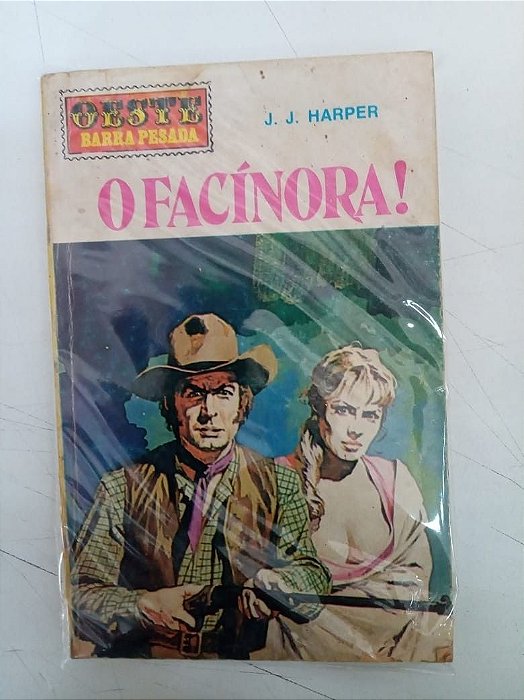 OESTE
BARRA PESADA
J. J. HARPER
O FACÍNORA!